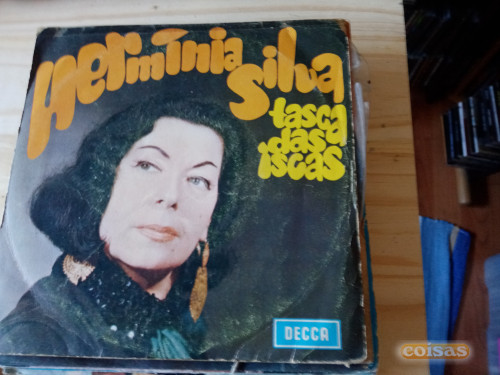 Hermínia
Silva
tasca
das
iscas
DECCA
coisas